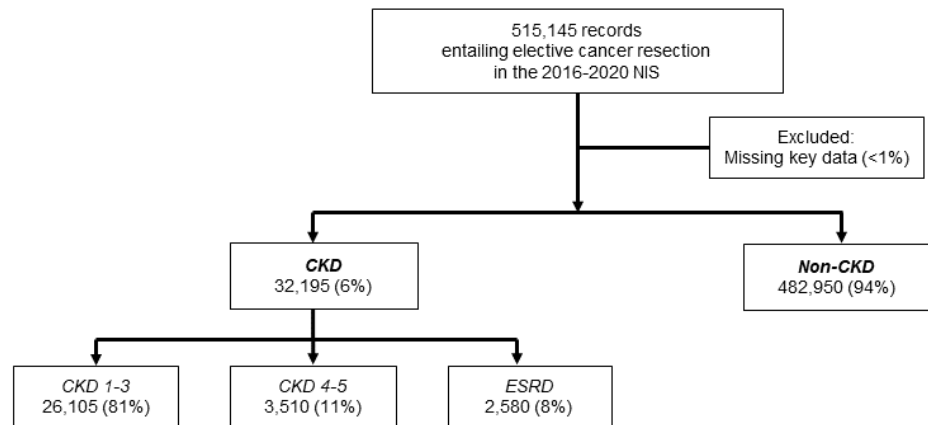 515,145 records
entailing elective cancer resection
in the 2016-2020 NIS
Excluded:
Missing key data (<1%)
CKD
32,195 (6%)
Non-CKD
482,950 (94%)
CKD 1-3
26,105 (81%)
CKD 4-5
3,510 (11%)
ESRD
2,580 (8%)